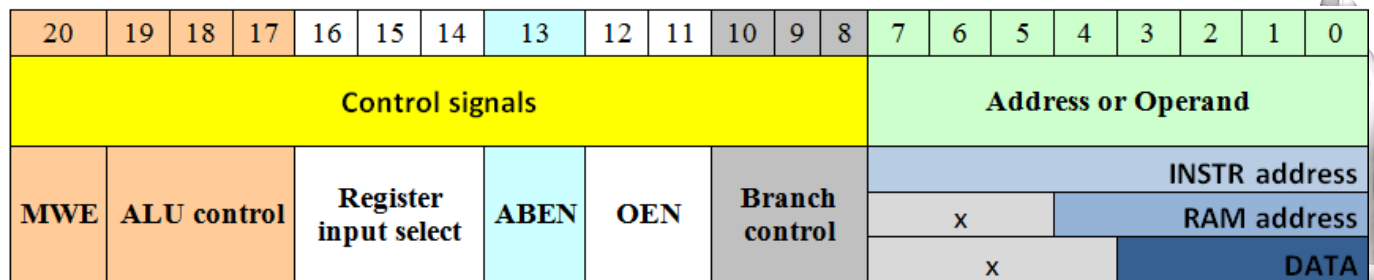 20 19 18 17 16 15 14 13 12 11 10 9 8 7 6 5 4 3 2 1 0
Control signals Address or Operand
INSTR address
MWE ALU control Register input select ABEN OEN Branch control
x RAM address
x DATA